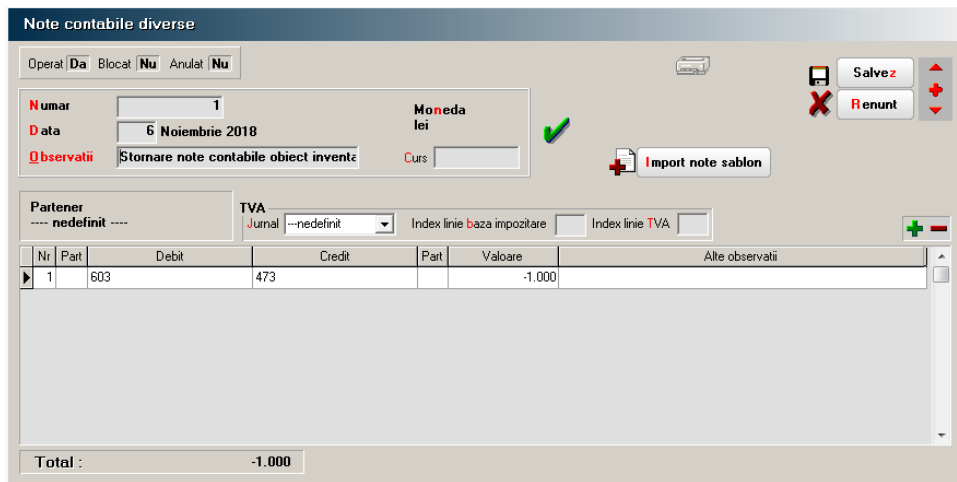 Note contabile diverse
Operat Da Blocat Nu Anulat Nu
Salvez
Renunt
Numar 1
Data 6 Noiembrie 2018
Observatii Stornare note contabile obiect inventa
Moneda
lei
Curs
Import note sablon
Partener
---- nedefinit ----
TVA
Jurnal ---nedefinit Index linie baza impozitare Index linie TVA
Nr Part Debit Credit Part Valoare Alte observatii
1 603 473 -1.000
Total : -1.000